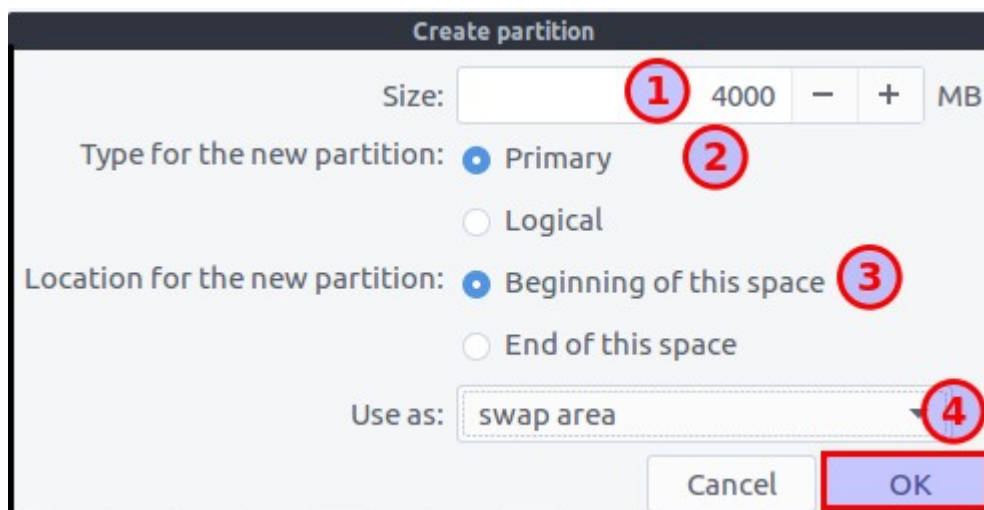 Create partition
Size: 1 4000 − + MB
Type for the new partition: Primary 2
Logical
Location for the new partition: Beginning of this space 3
End of this space
Use as: swap area 4
Cancel OK